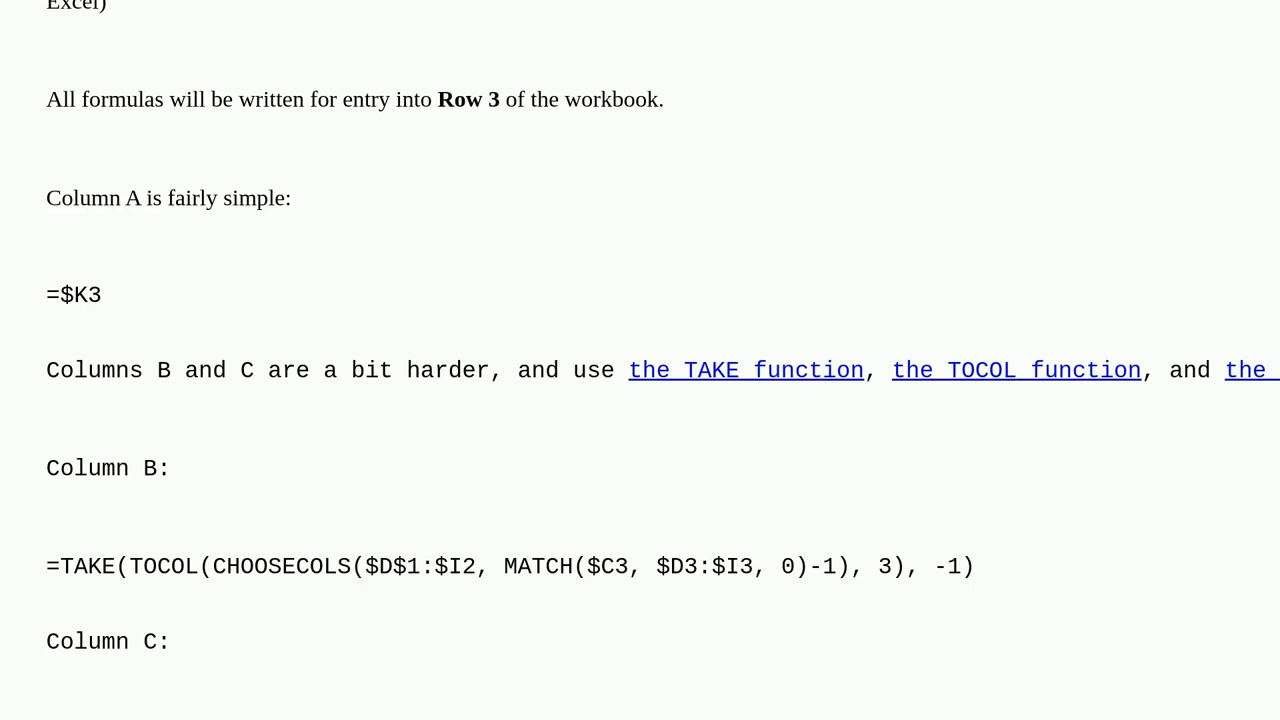 Excel)
All formulas will be written for entry into Row 3 of the workbook.
Column A is fairly simple:
=$K3
Columns B and C are a bit harder, and use the TAKE function, the TOCOL function, and the
Column B:
=TAKE(TOCOL(CHOOSECOLS($D$1:$I2, MATCH($C3, $D3:$I3, 0)-1), 3), -1)
Column C: